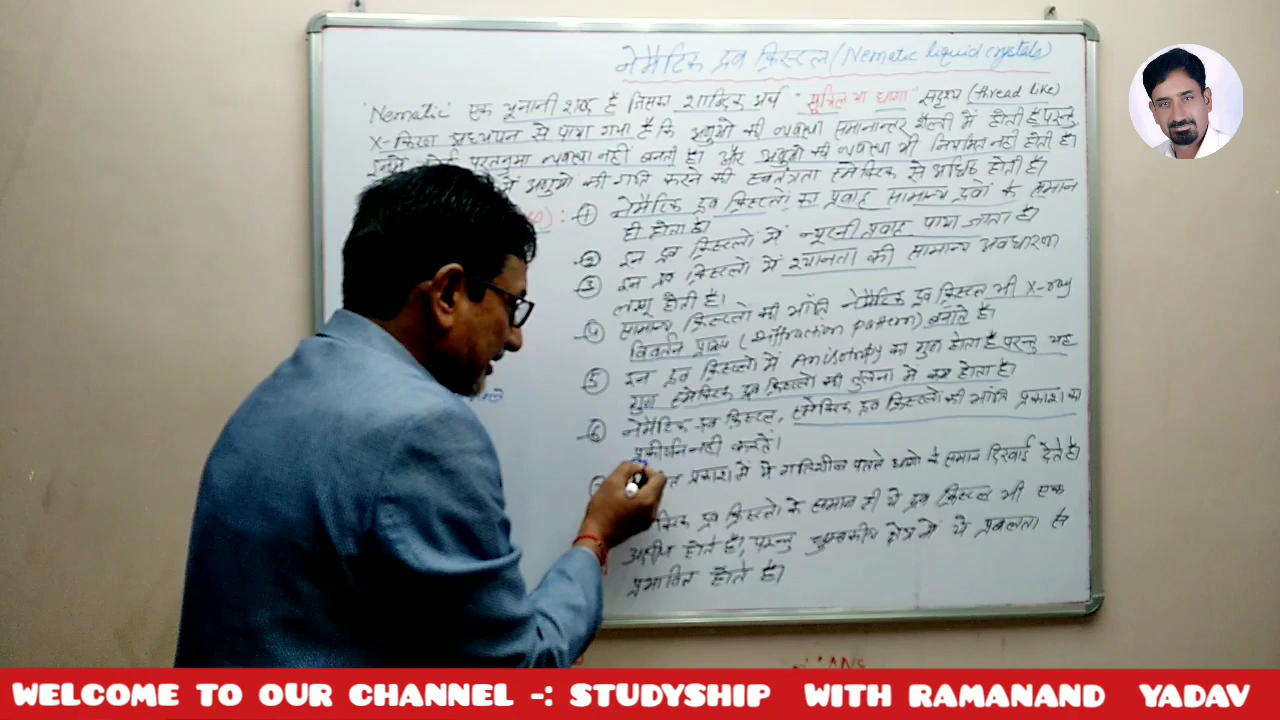 नेमैटिक द्रव क्रिस्टल (Nematic liquid crystals)
'Nematic' एक यूनानी शब्द है जिसका शाब्दिक अर्थ "सूत्रिल या धागा" सदृश्य (thread like)
X-किरण अध्ययन से पाया गया है कि अणुओं की व्यवस्था समानान्तर शैली में होती है परन्तु
इनमें कोई परतनुमा व्यवस्था नहीं बनती है। और अणुओं की व्यवस्था भी नियमित नहीं होती है।
में अणुओं की गति करने की स्वतंत्रता स्मेक्टिक से अधिक होती है।
① नेमैटिक द्रव क्रिस्टलों का प्रवाह सामान्य द्रवों के समान
ही होता है।
② इन द्रव क्रिस्टलों में न्यूटनी प्रवाह पाया जाता है।
③ इन द्रव क्रिस्टलों में श्यानता की सामान्य अवधारणा
लागू होती है।
④ सामान्य क्रिस्टलों की भाँति नेमैटिक द्रव क्रिस्टल भी X-ray
विवर्तन प्रारूप (diffraction pattern) बनाते है।
⑤ इन द्रव क्रिस्टलों में Anisotropy का गुण होता है परन्तु यह
गुण स्मेक्टिक द्रव क्रिस्टलों की तुलना में कम होता है।
⑥ नेमैटिक द्रव क्रिस्टल, स्मेक्टिक द्रव क्रिस्टलों की भाँति प्रकाश का
प्रकीर्णन नहीं करते।
प्रकाश में ये गतिशील पतले धागों के समान दिखाई देते है।
द्रव क्रिस्टलों के समान ही ये द्रव क्रिस्टल भी एक
अक्षीय होते है, परन्तु चुम्बकीय क्षेत्र में ये प्रबलता से
प्रभावित होते है।
WELCOME TO OUR CHANNEL -: STUDYSHIP WITH RAMANAND YADAV